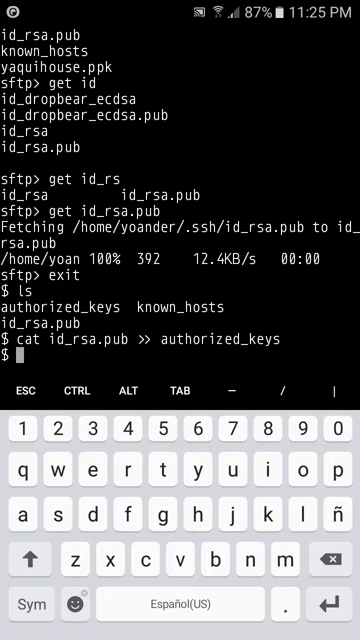 87% 11:25 PM
id_rsa.pub
known_hosts
yaquihouse.ppk
sftp> get id
id_dropbear_ecdsa
id_dropbear_ecdsa.pub
id_rsa
id_rsa.pub
sftp> get id_rs
id_rsa id_rsa.pub
sftp> get id_rsa.pub
Fetching /home/yoander/.ssh/id_rsa.pub to id_
rsa.pub
/home/yoan 100% 392 12.4KB/s 00:00
sftp> exit
$ ls
authorized_keys known_hosts
id_rsa.pub
$ cat id_rsa.pub >> authorized_keys
$
ESC CTRL ALT TAB – / |
1 2 3 4 5 6 7 8 9 0
q w e r t y u i o p
a s d f g h j k l ñ
z x c v b n m
Sym Español(US) .